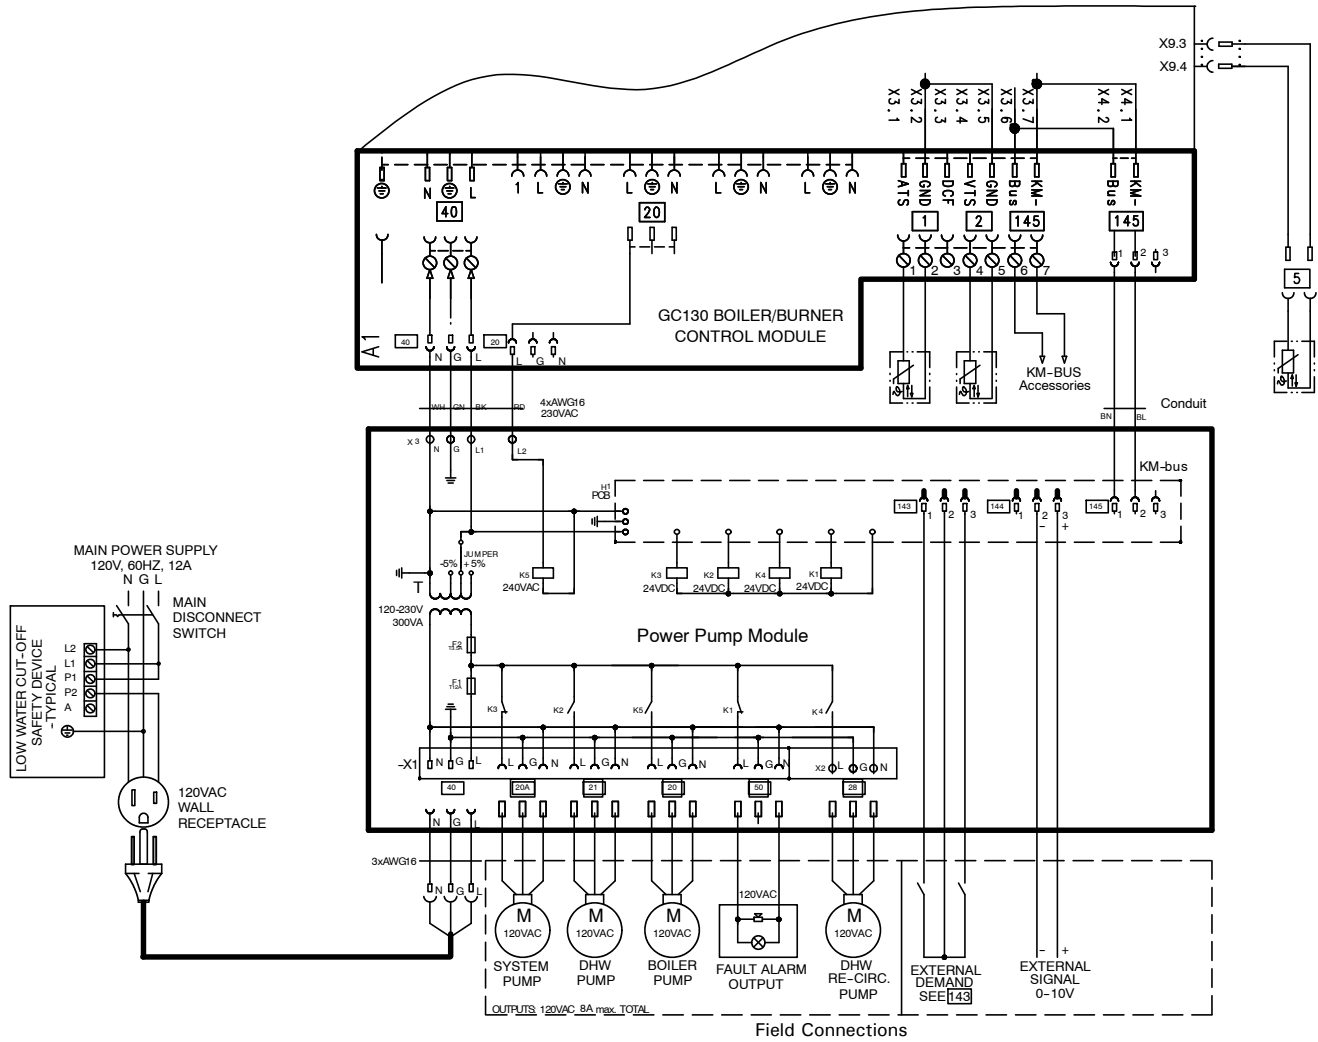 X9.3
X9.4
X3.1
X3.2
X3.3
X3.4
X3.5
X3.6
X3.7
X4.2
X4.1
N
L
1
L
N
L
N
L
N
L
N
ATS
GND
DCF
VTS
GND
Bus
KM-
Bus
KM-
40
20
1
2
145
145
1 2 3 4 5 6 7
1 2 3
5
GC130 BOILER/BURNER
CONTROL MODULE
A1
40
N G L
20
L G N
KM-BUS
Accessories
WH GN BK RD
4xAWG16
230VAC
Conduit
BN BL
X3
N G L1 L2
KM-bus
H1
PCB
143
1 2 3
144
1 2 3
- +
145
1 2 3
JUMPER
-5% +5%
T
120-230V
300VA
K5
240VAC
K3
24VDC
K2
24VDC
K4
24VDC
K1
24VDC
Power Pump Module
F2
F1
K3 K2 K5 K1 K4
-X1
N G L
L G N
L G N
L G N
L G N
X2 L G N
40
20A
21
20
50
28
N G L
MAIN POWER SUPPLY
120V, 60HZ, 12A
N G L
MAIN
DISCONNECT
SWITCH
LOW WATER CUT-OFF
SAFETY DEVICE
-TYPICAL
L2
L1
P1
P2
A
120VAC
WALL
RECEPTACLE
3xAWG16
N G L
M
120VAC
SYSTEM
PUMP
M
120VAC
DHW
PUMP
M
120VAC
BOILER
PUMP
120VAC
FAULT ALARM
OUTPUT
M
120VAC
DHW
RE-CIRC.
PUMP
EXTERNAL
DEMAND
SEE 143
- +
EXTERNAL
SIGNAL
0-10V
OUTPUTS: 120VAC 8A max. TOTAL
Field Connections